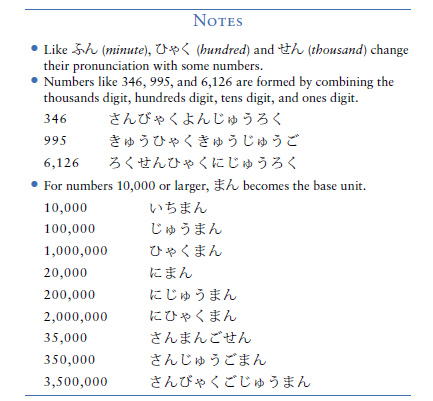 NOTES
• Like ふん (minute), ひゃく (hundred) and せん (thousand) change
their pronunciation with some numbers.
• Numbers like 346, 995, and 6,126 are formed by combining the
thousands digit, hundreds digit, tens digit, and ones digit.
346 さんびゃくよんじゅうろく
995 きゅうひゃくきゅうじゅうご
6,126 ろくせんひゃくにじゅうろく
• For numbers 10,000 or larger, まん becomes the base unit.
10,000 いちまん
100,000 じゅうまん
1,000,000 ひゃくまん
20,000 にまん
200,000 にじゅうまん
2,000,000 にひゃくまん
35,000 さんまんごせん
350,000 さんじゅうごまん
3,500,000 さんびゃくごじゅうまん